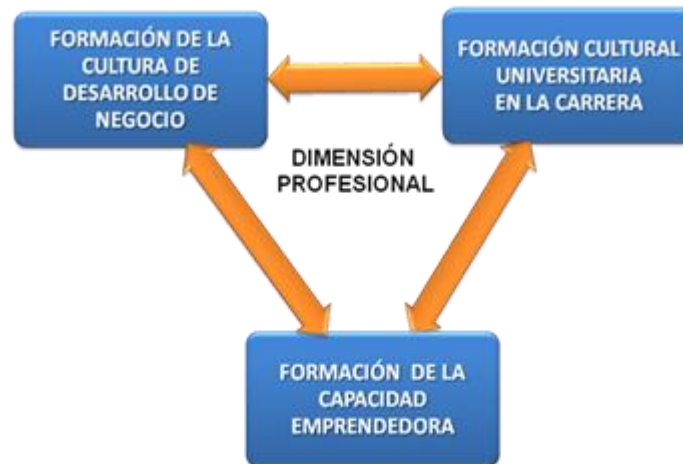 FORMACIÓN DE LA
CULTURA DE
DESARROLLO DE
NEGOCIO
FORMACIÓN CULTURAL
UNIVERSITARIA
EN LA CARRERA
DIMENSIÓN
PROFESIONAL
FORMACIÓN DE LA
CAPACIDAD
EMPRENDEDORA